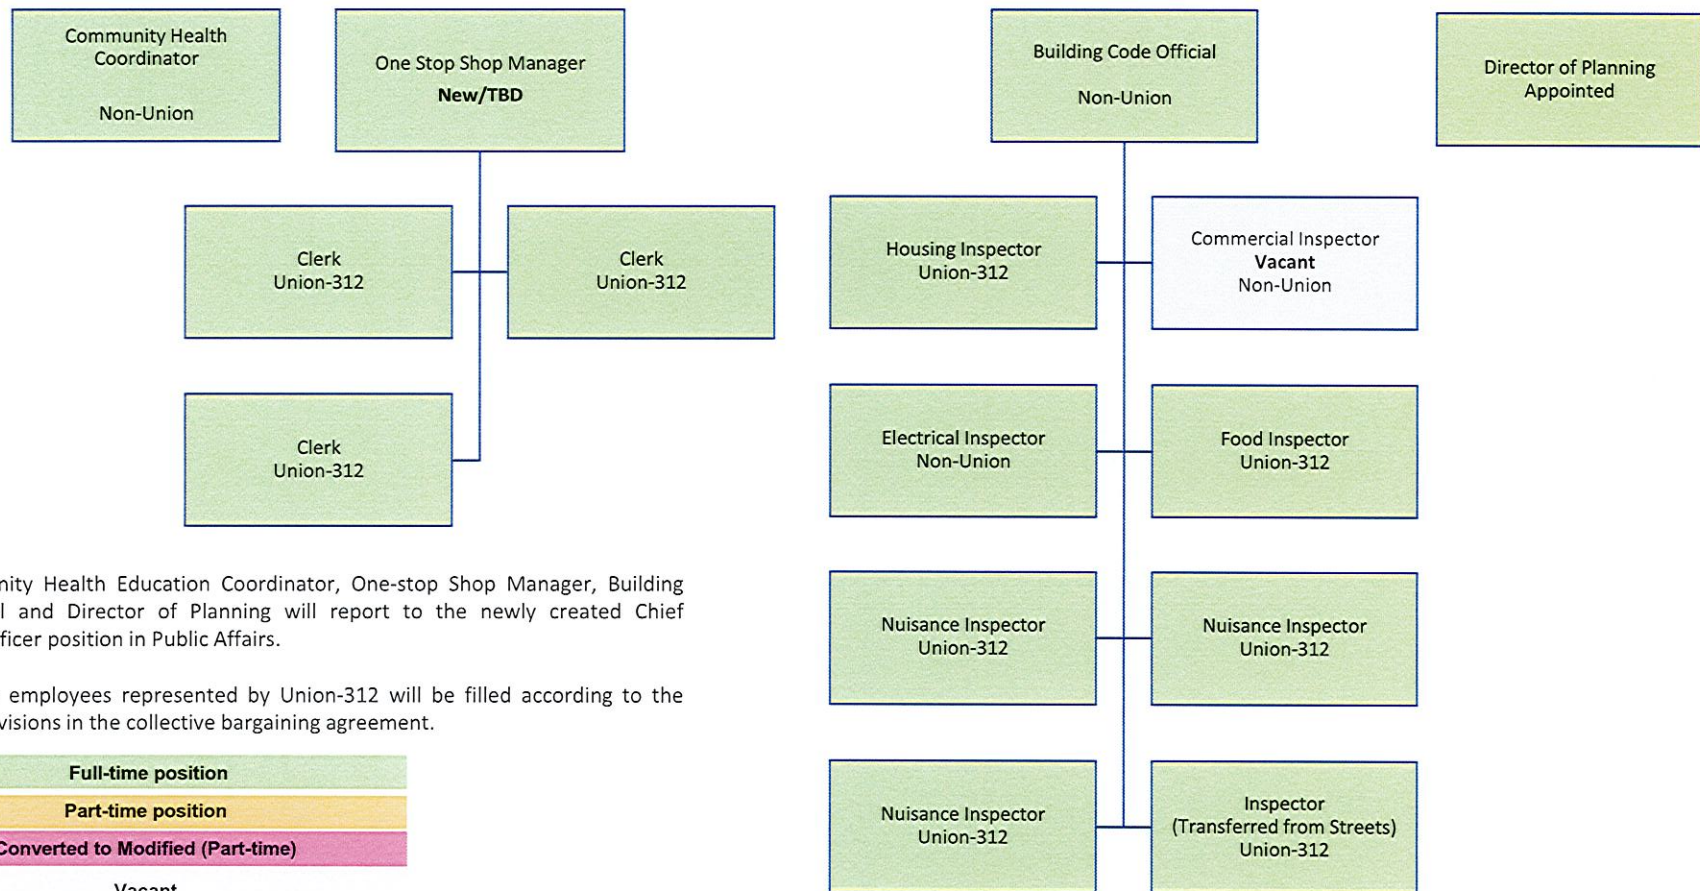 Community Health
Coordinator
Non-Union
One Stop Shop Manager
New/TBD
Building Code Official
Non-Union
Director of Planning
Appointed
Clerk
Union-312
Clerk
Union-312
Clerk
Union-312
Housing Inspector
Union-312
Commercial Inspector
Vacant
Non-Union
Electrical Inspector
Non-Union
Food Inspector
Union-312
Nuisance Inspector
Union-312
Nuisance Inspector
Union-312
Nuisance Inspector
Union-312
Inspector
(Transferred from Streets)
Union-312
nity Health Education Coordinator, One-stop Shop Manager, Building
l and Director of Planning will report to the newly created Chief
ficer position in Public Affairs.
employees represented by Union-312 will be filled according to the
visions in the collective bargaining agreement.
Full-time position
Part-time position
Converted to Modified (Part-time)
Vacant